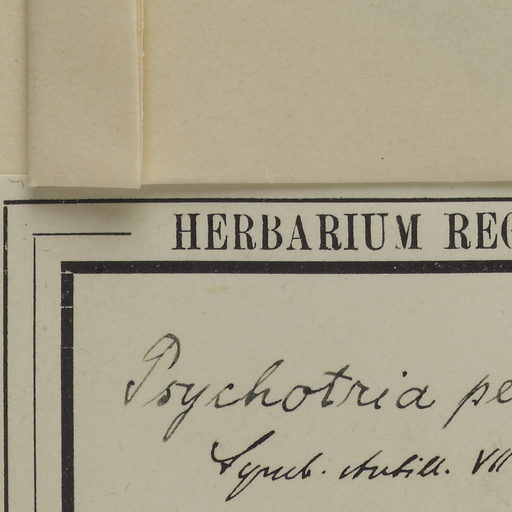 HERBARIUM REG
Psychotria pe
Symb. Antill. VII